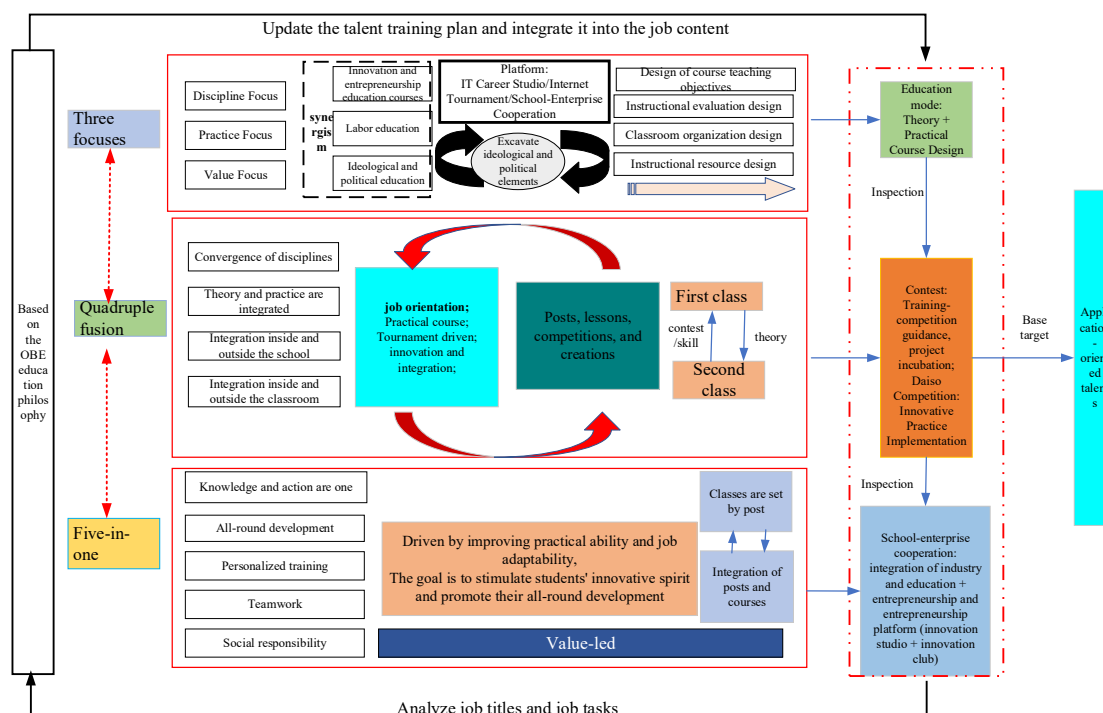 Update the talent training plan and integrate it into the job content
Based
on
the OBE
education
philosophy
Three
focuses
Quadruple
fusion
Five-in-
one
Discipline Focus
Practice Focus
Value Focus
syne
rgis
m
Innovation and
entrepreneurship
education courses
Labor education
Ideological and
political education
Platform:
IT Career Studio/Internet
Tournament/School-Enterprise
Cooperation
Excavate
ideological and
political
elements
Design of course teaching
objectives
Instructional evaluation design
Classroom organization design
Instructional resource design
Convergence of disciplines
Theory and practice are
integrated
Integration inside and
outside the school
Integration inside and
outside the classroom
job orientation;
Practical course;
Tournament driven;
innovation and
integration;
Posts, lessons,
competitions, and
creations
First class
contest
/skill
theory
Second class
Knowledge and action are one
All-round development
Personalized training
Teamwork
Social responsibility
Driven by improving practical ability and job
adaptability,
The goal is to stimulate students' innovative spirit
and promote their all-round development
Value-led
Classes are set
by post
Integration of
posts and
courses
Education
mode:
Theory +
Practical
Course Design
Inspection
Contest:
Training-
competition
guidance,
project
incubation;
Daiso
Competition:
Innovative
Practice
Implementation
Inspection
School-enterprise
cooperation:
integration of industry
and education +
entrepreneurship and
entrepreneurship
platform (innovation
studio + innovation
club)
Base
target
Appli
cation
-
orient
ed
talent
s
Analyze job titles and job tasks